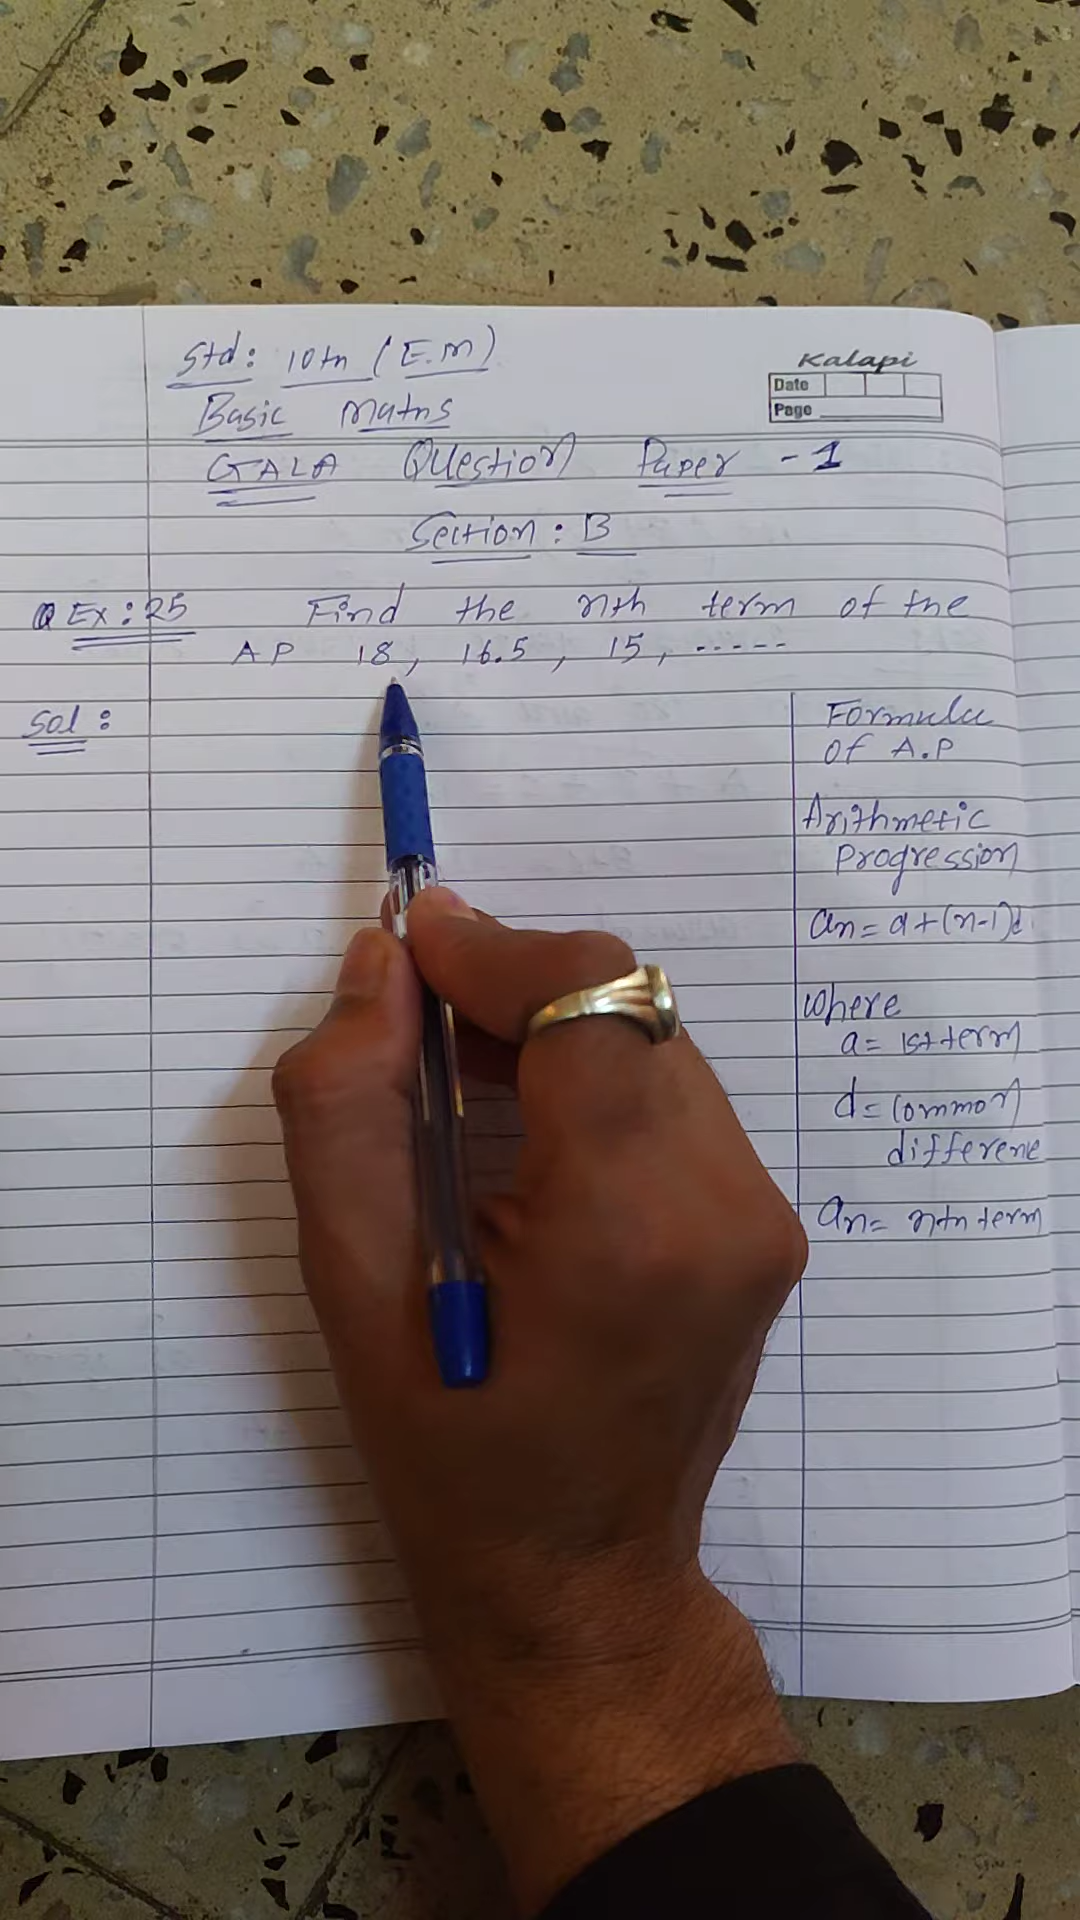 Std: 10th (E.M)
Kalapi
Date
Page
Basic Maths
GALA Question Paper - 1
Section : B
Q Ex: 25 Find the nth term of the
AP 18, 16.5, 15, -----
Sol :
Formula
of A.P
Arithmetic
Progression
an = a + (n-1)d
where
a = 1st term
d = common
difference
an = nth term